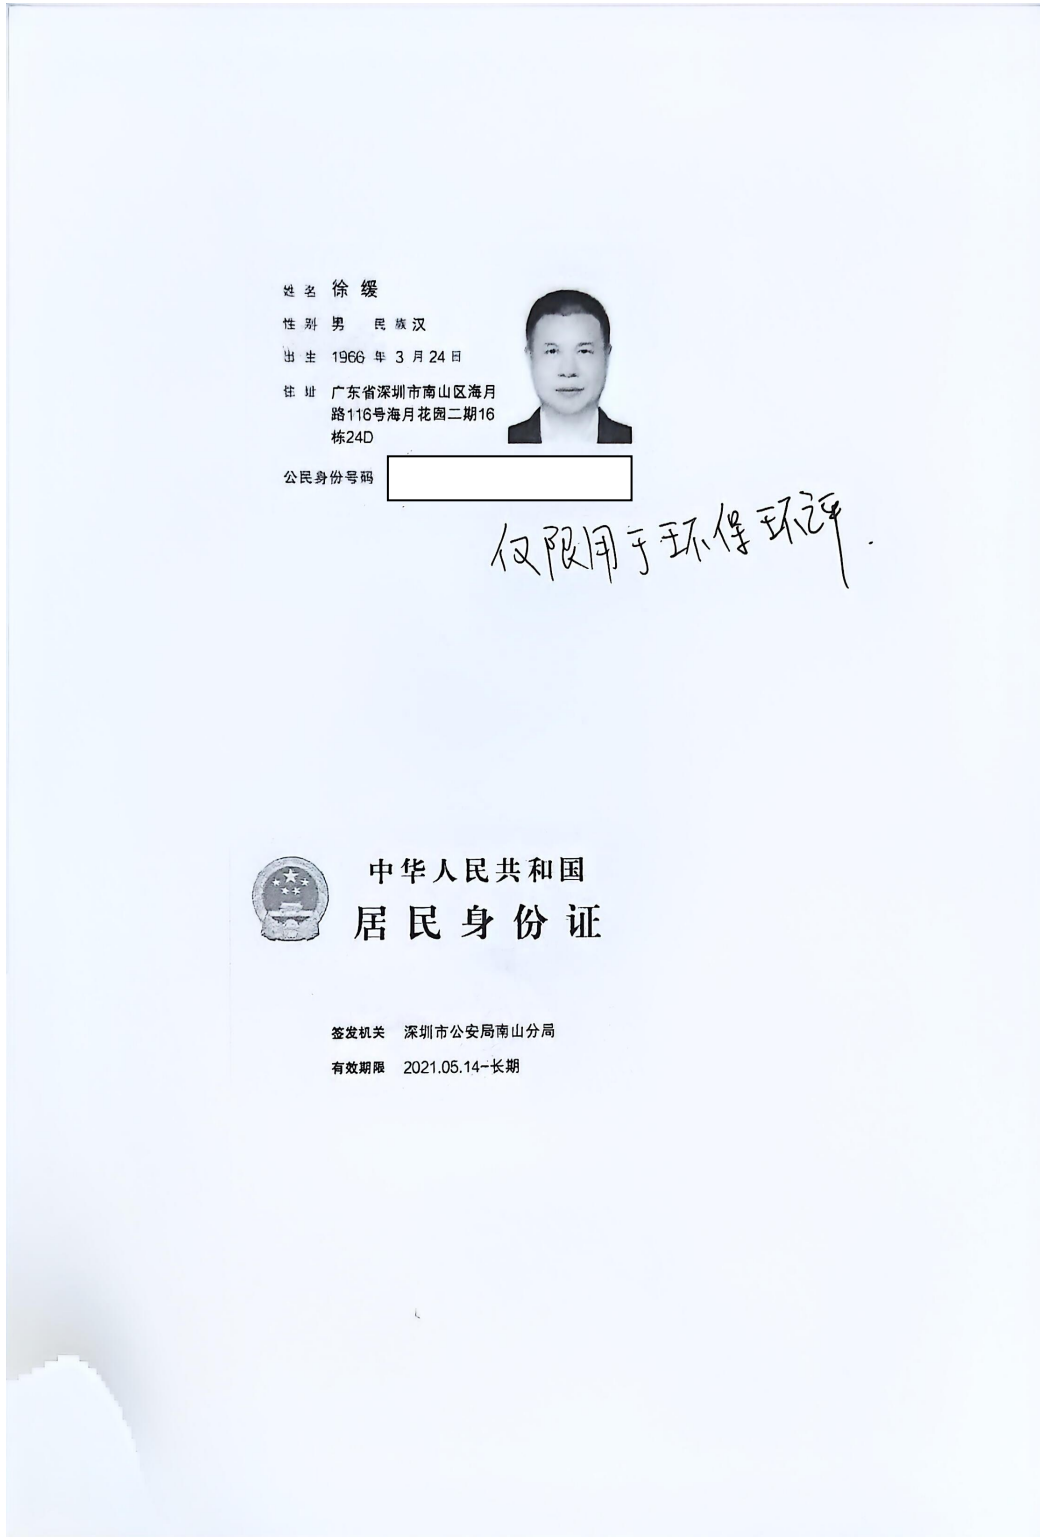 姓名 徐缓
性别 男 民族 汉
出生 1966 年 3 月 24 日
住址 广东省深圳市南山区海月
路116号海月花园二期16
栋24D
公民身份号码
仅限用于环保环评.
中华人民共和国
居民身份证
签发机关 深圳市公安局南山分局
有效期限 2021.05.14-长期